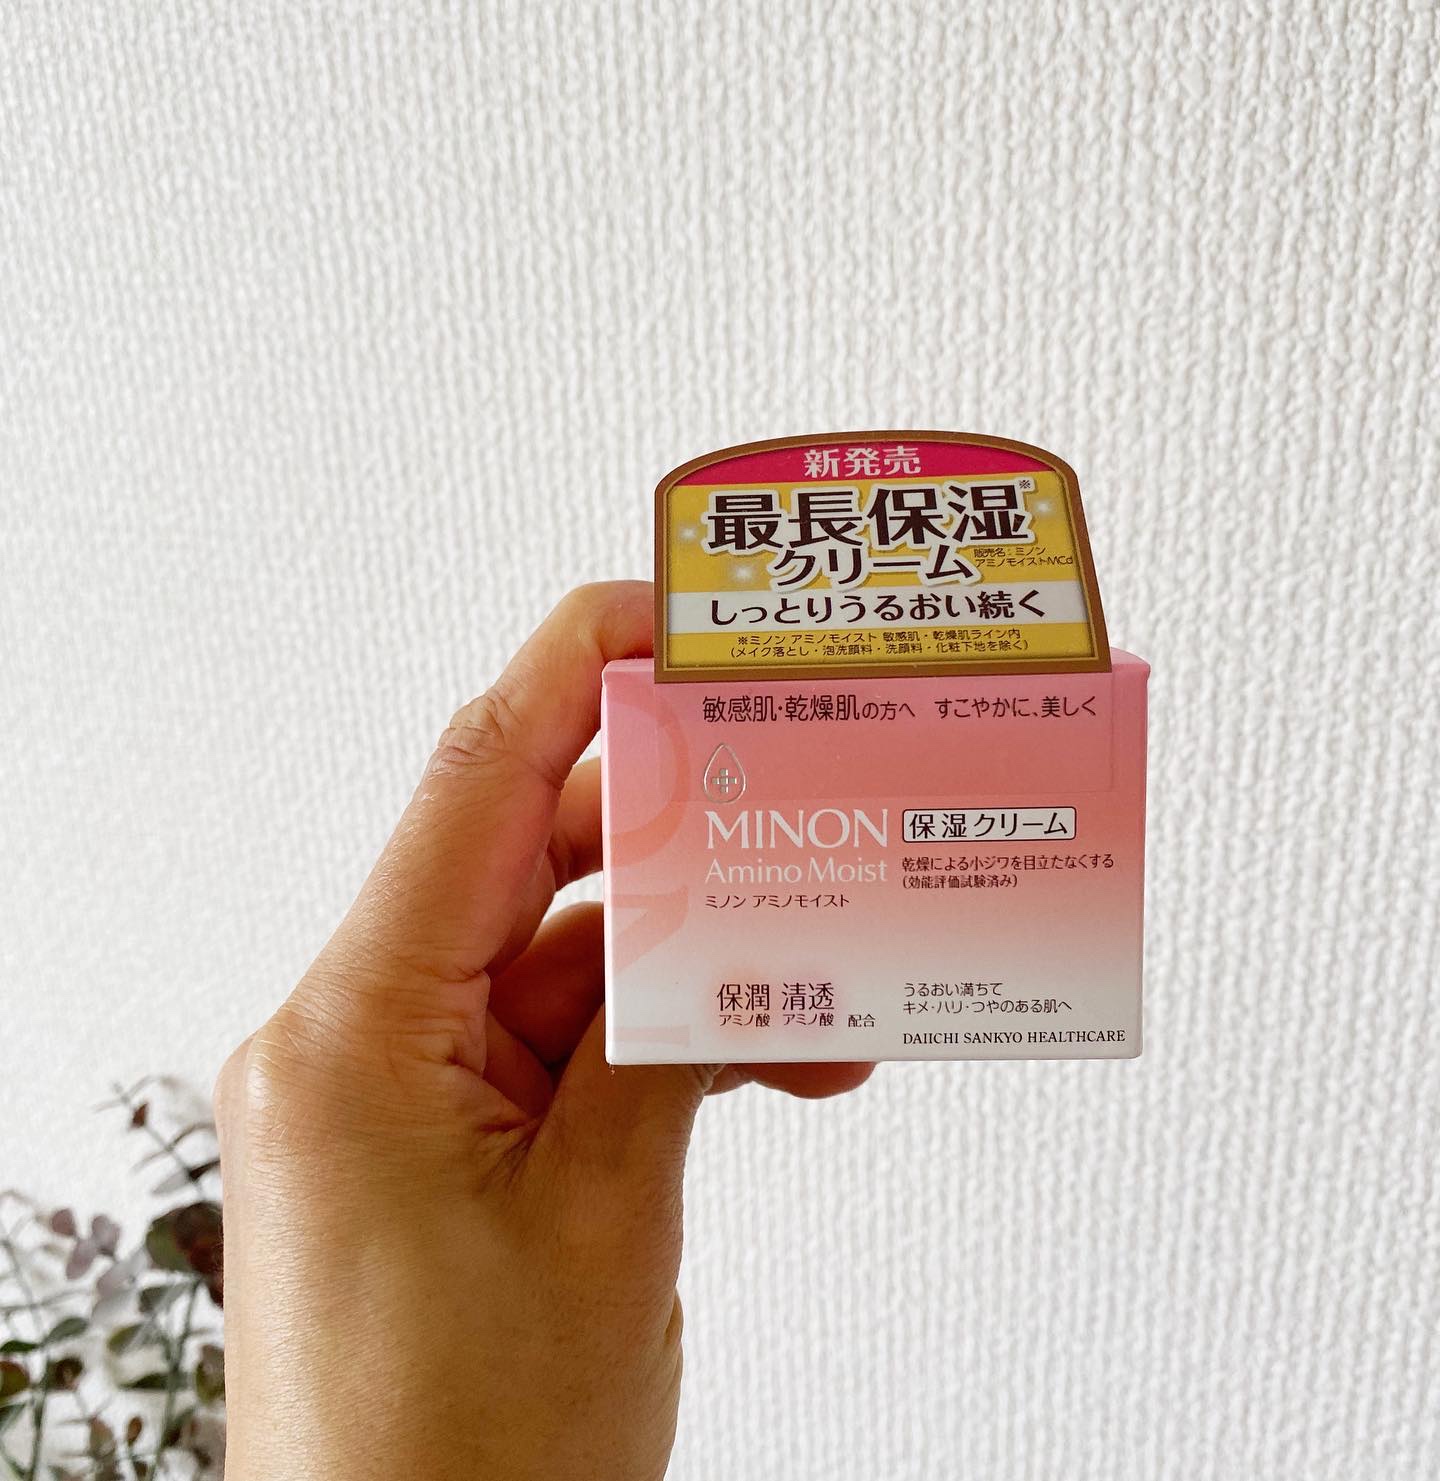 新発売
最長保湿※
クリーム
販売名:ミノン
アミノモイストMCd
しっとりうるおい続く
※ミノン アミノモイスト 敏感肌・乾燥肌ライン内
(メイク落とし・泡洗顔料・洗顔料・化粧下地を除く)
敏感肌・乾燥肌の方へ すこやかに、美しく
MINON
Amino Moist
ミノン アミノモイスト
保湿クリーム
乾燥による小ジワを目立たなくする
(効能評価試験済み)
保潤 清透
アミノ酸 アミノ酸 配合
うるおい満ちて
キメ・ハリ・つやのある肌へ
DAIICHI SANKYO HEALTHCARE